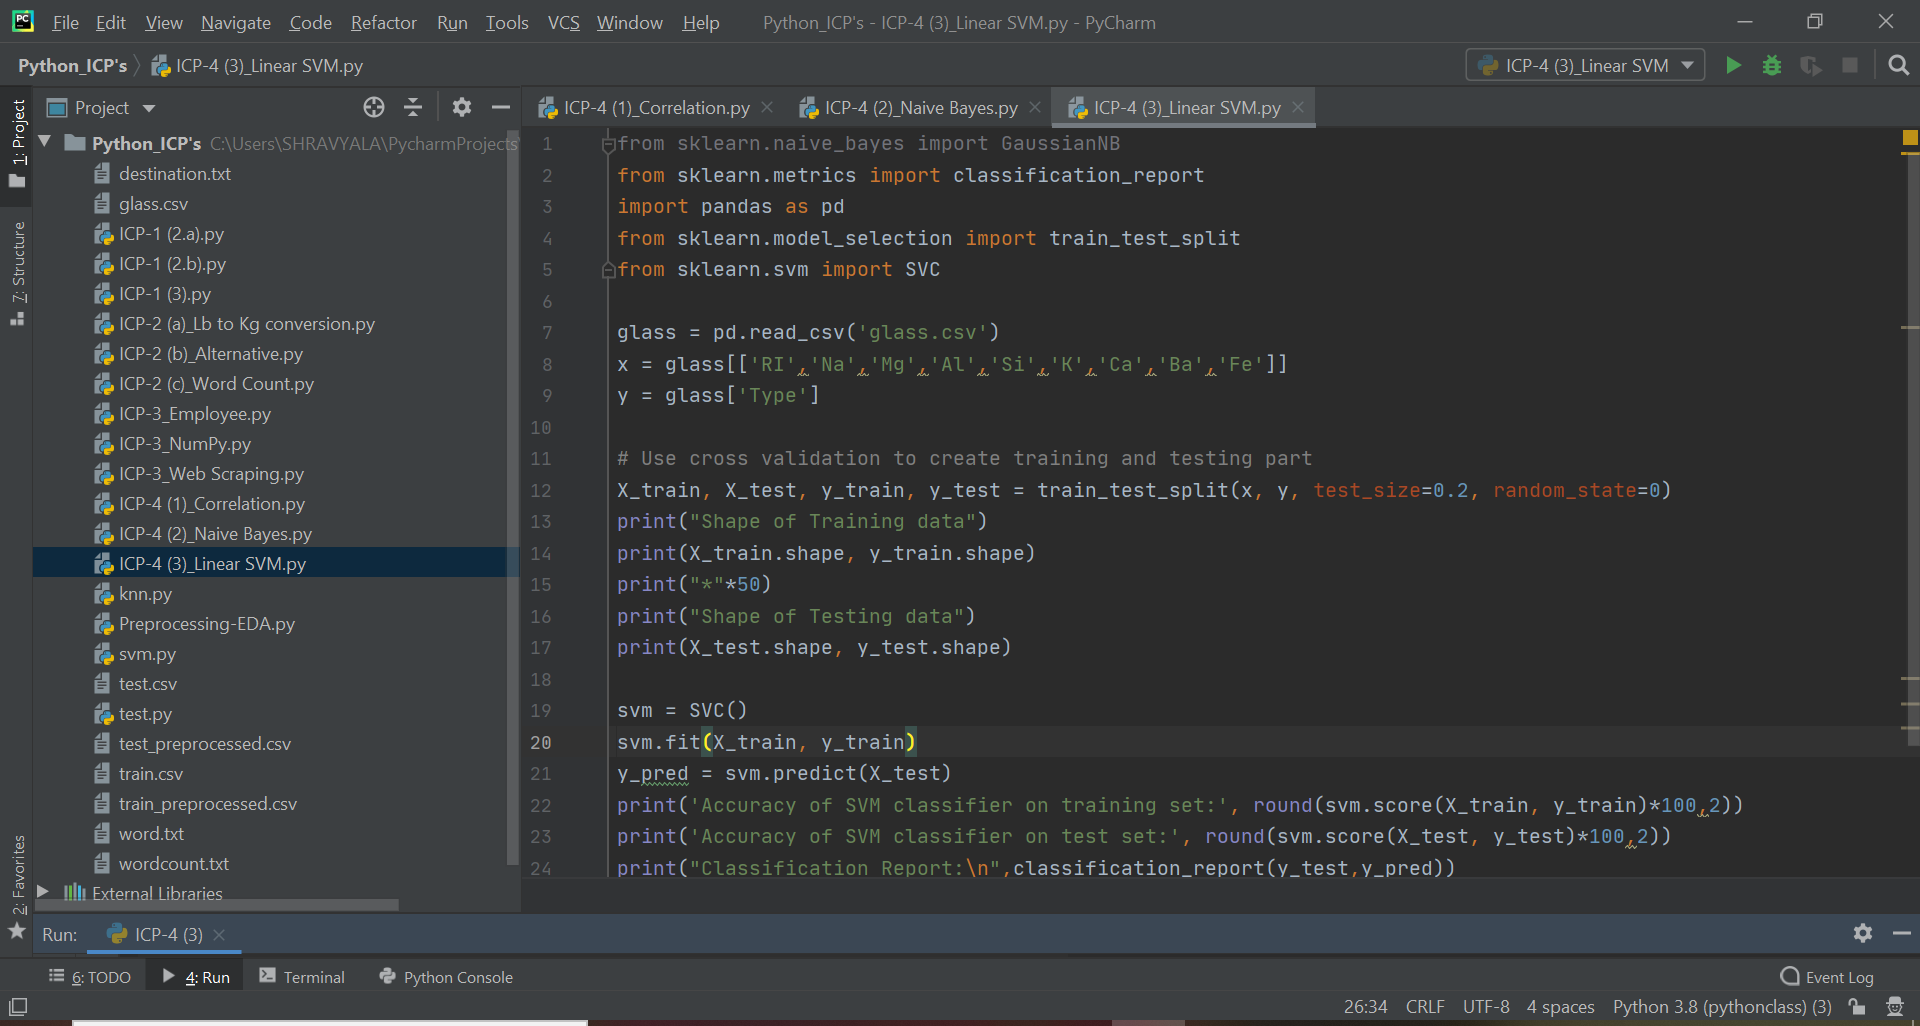 PC File Edit View Navigate Code Refactor Run Tools VCS Window Help Python_ICP's - ICP-4 (3)_Linear SVM.py - PyCharm
Python_ICP's ICP-4 (3)_Linear SVM.py ICP-4 (3)_Linear SVM
1: Project
7: Structure
2: Favorites
Project
Python_ICP's C:\Users\SHRAVYALA\PycharmProjects
destination.txt
glass.csv
ICP-1 (2.a).py
ICP-1 (2.b).py
ICP-1 (3).py
ICP-2 (a)_Lb to Kg conversion.py
ICP-2 (b)_Alternative.py
ICP-2 (c)_Word Count.py
ICP-3_Employee.py
ICP-3_NumPy.py
ICP-3_Web Scraping.py
ICP-4 (1)_Correlation.py
ICP-4 (2)_Naive Bayes.py
ICP-4 (3)_Linear SVM.py
knn.py
Preprocessing-EDA.py
svm.py
test.csv
test.py
test_preprocessed.csv
train.csv
train_preprocessed.csv
word.txt
wordcount.txt
External Libraries
ICP-4 (1)_Correlation.py ICP-4 (2)_Naive Bayes.py ICP-4 (3)_Linear SVM.py
1 from sklearn.naive_bayes import GaussianNB
2 from sklearn.metrics import classification_report
3 import pandas as pd
4 from sklearn.model_selection import train_test_split
5 from sklearn.svm import SVC
6
7 glass = pd.read_csv('glass.csv')
8 x = glass[['RI','Na','Mg','Al','Si','K','Ca','Ba','Fe']]
9 y = glass['Type']
10
11 # Use cross validation to create training and testing part
12 X_train, X_test, y_train, y_test = train_test_split(x, y, test_size=0.2, random_state=0)
13 print("Shape of Training data")
14 print(X_train.shape, y_train.shape)
15 print("*"*50)
16 print("Shape of Testing data")
17 print(X_test.shape, y_test.shape)
18
19 svm = SVC()
20 svm.fit(X_train, y_train)
21 y_pred = svm.predict(X_test)
22 print('Accuracy of SVM classifier on training set:', round(svm.score(X_train, y_train)*100,2))
23 print('Accuracy of SVM classifier on test set:', round(svm.score(X_test, y_test)*100,2))
24 print("Classification Report:\n",classification_report(y_test,y_pred))
Run: ICP-4 (3)
6: TODO 4: Run Terminal Python Console Event Log
26:34 CRLF UTF-8 4 spaces Python 3.8 (pythonclass) (3)